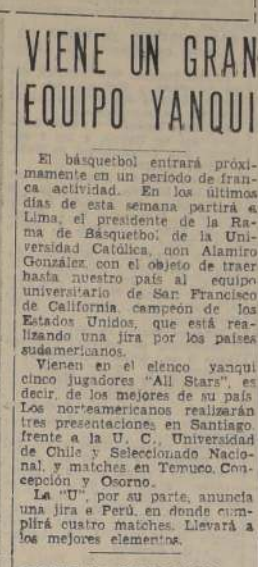 VIENE UN GRAN
EQUIPO YANQUI
El básquetbol entrará próxi-
mamente en un período de fran-
ca actividad. En los últimos
días de esta semana partirá a
Lima, el presidente de la Ra-
ma de Básquetbol de la Uni-
versidad Católica, don Alamiro
González, con el objeto de traer
hasta nuestro país al equipo
universitario de San Francisco
de California, campeón de los
Estados Unidos, que está rea-
lizando una jira por los países
sudamericanos.
Vienen en el elenco yanqui
cinco jugadores "All Stars", es
decir, de los mejores de su país
Los norteamericanos realizarán
tres presentaciones en Santiago,
frente a la U. C., Universidad
de Chile y Seleccionado Nacio-
nal, y matches en Temuco, Con-
cepción y Osorno.
La "U", por su parte, anuncia
una jira a Perú, en donde cum-
plirá cuatro matches. Llevará a
los mejores elementos.